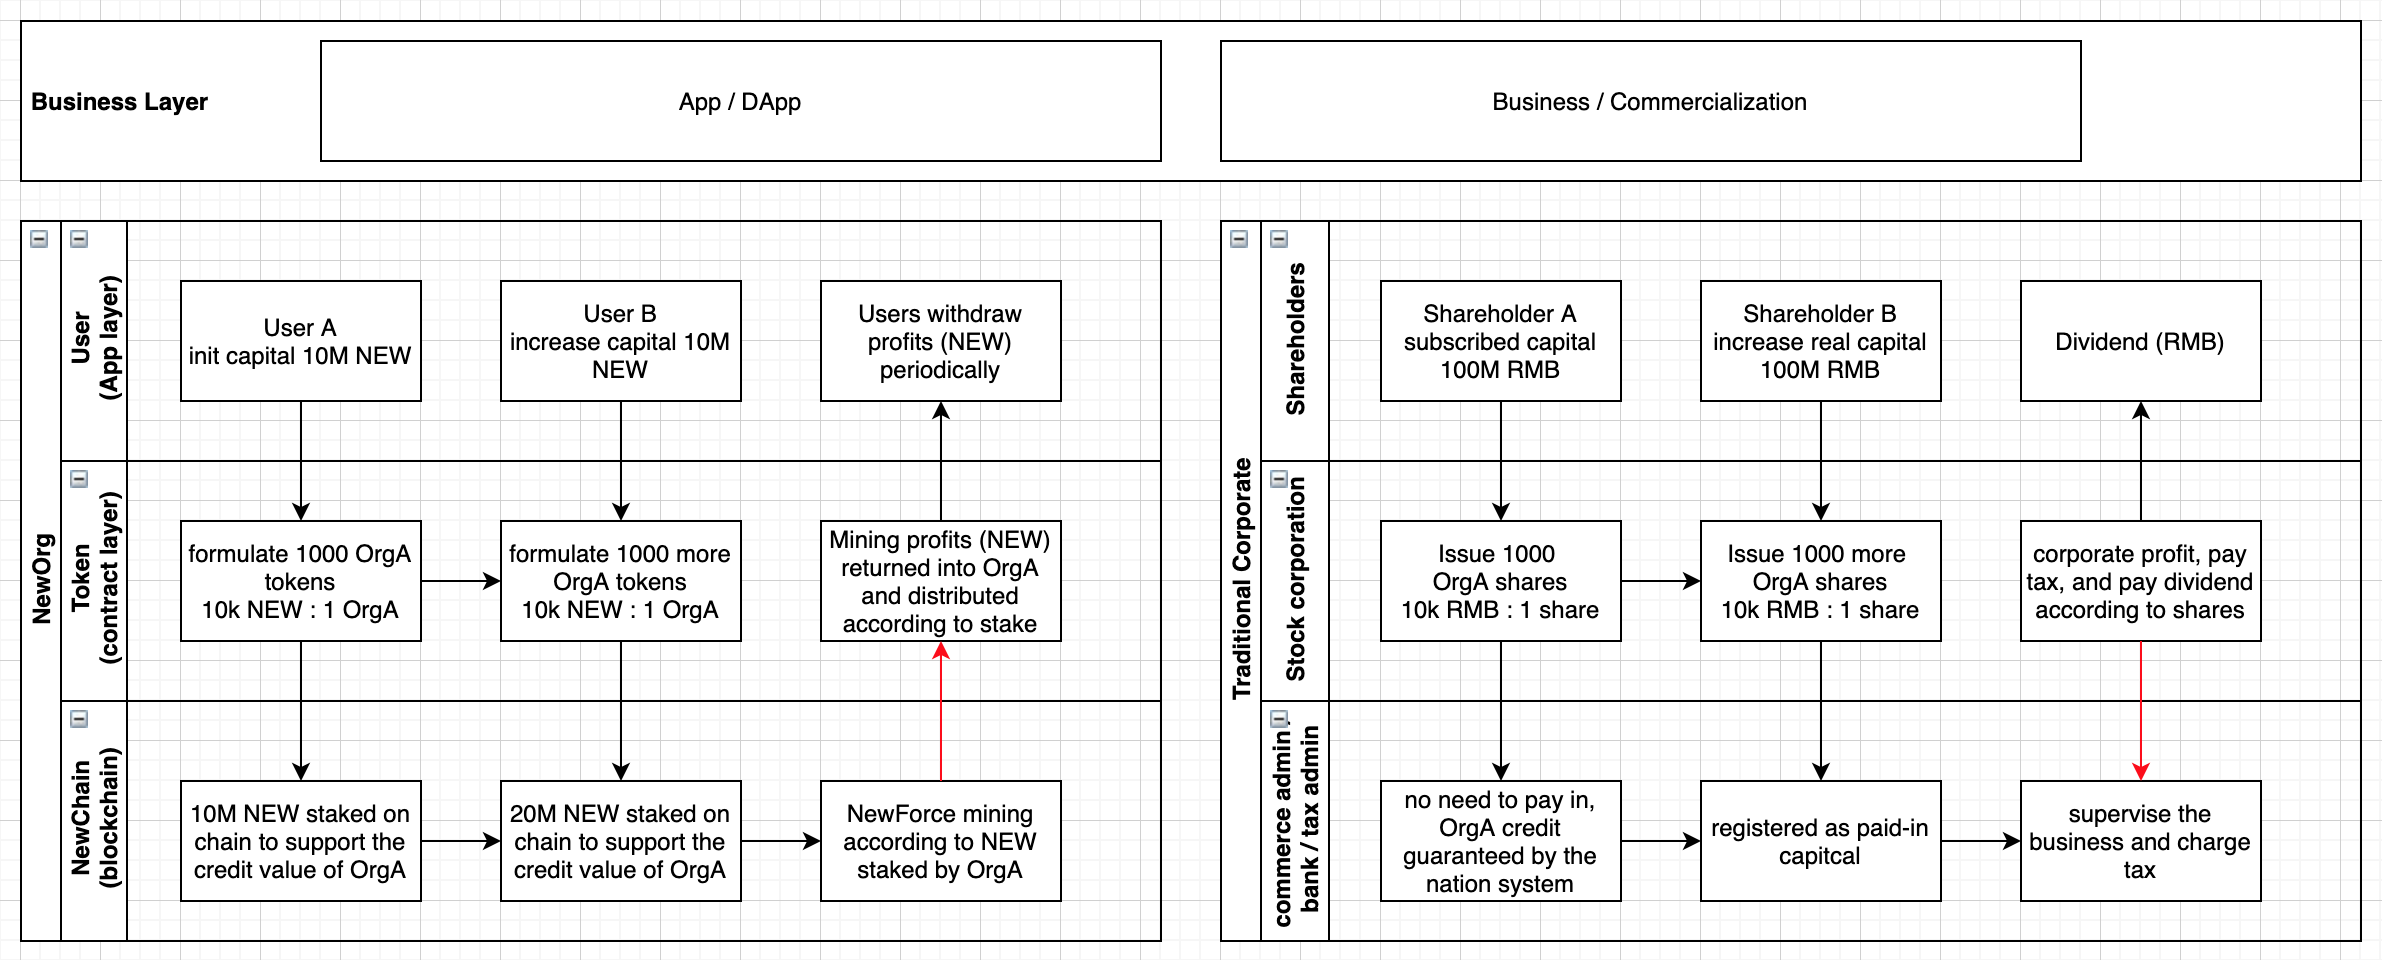 Business Layer
App / DApp
Business / Commercialization
NewOrg
User
(App layer)
User A
init capital 10M NEW
User B
increase capital 10M
NEW
Users withdraw
profits (NEW)
periodically
Token
(contract layer)
formulate 1000 OrgA
tokens
10k NEW : 1 OrgA
formulate 1000 more
OrgA tokens
10k NEW : 1 OrgA
Mining profits (NEW)
returned into OrgA
and distributed
according to stake
NewChain
(blockchain)
10M NEW staked on
chain to support the
credit value of OrgA
20M NEW staked on
chain to support the
credit value of OrgA
NewForce mining
according to NEW
staked by OrgA
Traditional Corporate
Shareholders
Shareholder A
subscribed capital
100M RMB
Shareholder B
increase real capital
100M RMB
Dividend (RMB)
Stock corporation
Issue 1000
OrgA shares
10k RMB : 1 share
Issue 1000 more
OrgA shares
10k RMB : 1 share
corporate profit, pay
tax, and pay dividend
according to shares
commerce admin
bank / tax admin
no need to pay in,
OrgA credit
guaranteed by the
nation system
registered as paid-in
capitcal
supervise the
business and charge
tax